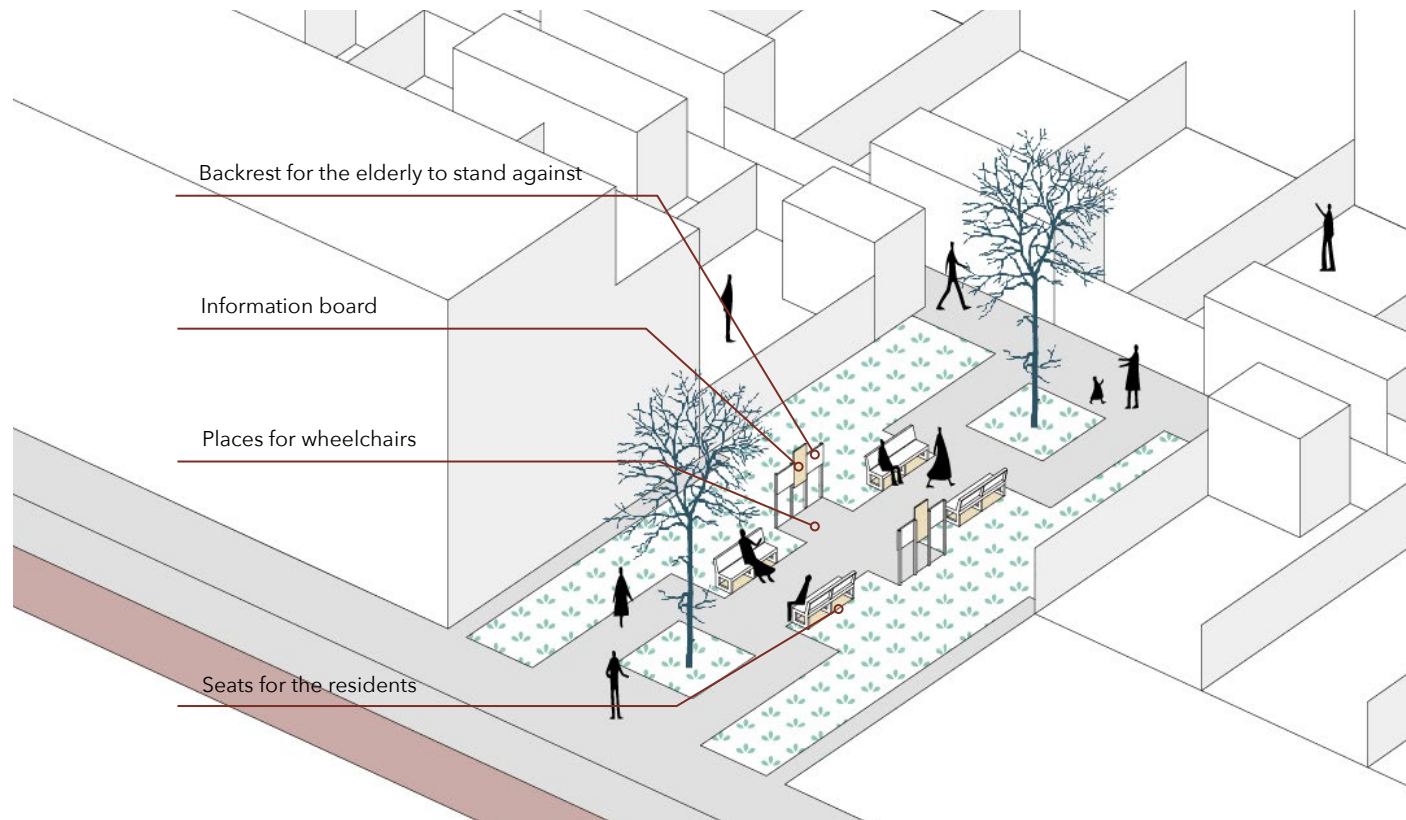 Backrest for the elderly to stand against
Information board
Places for wheelchairs
Seats for the residents